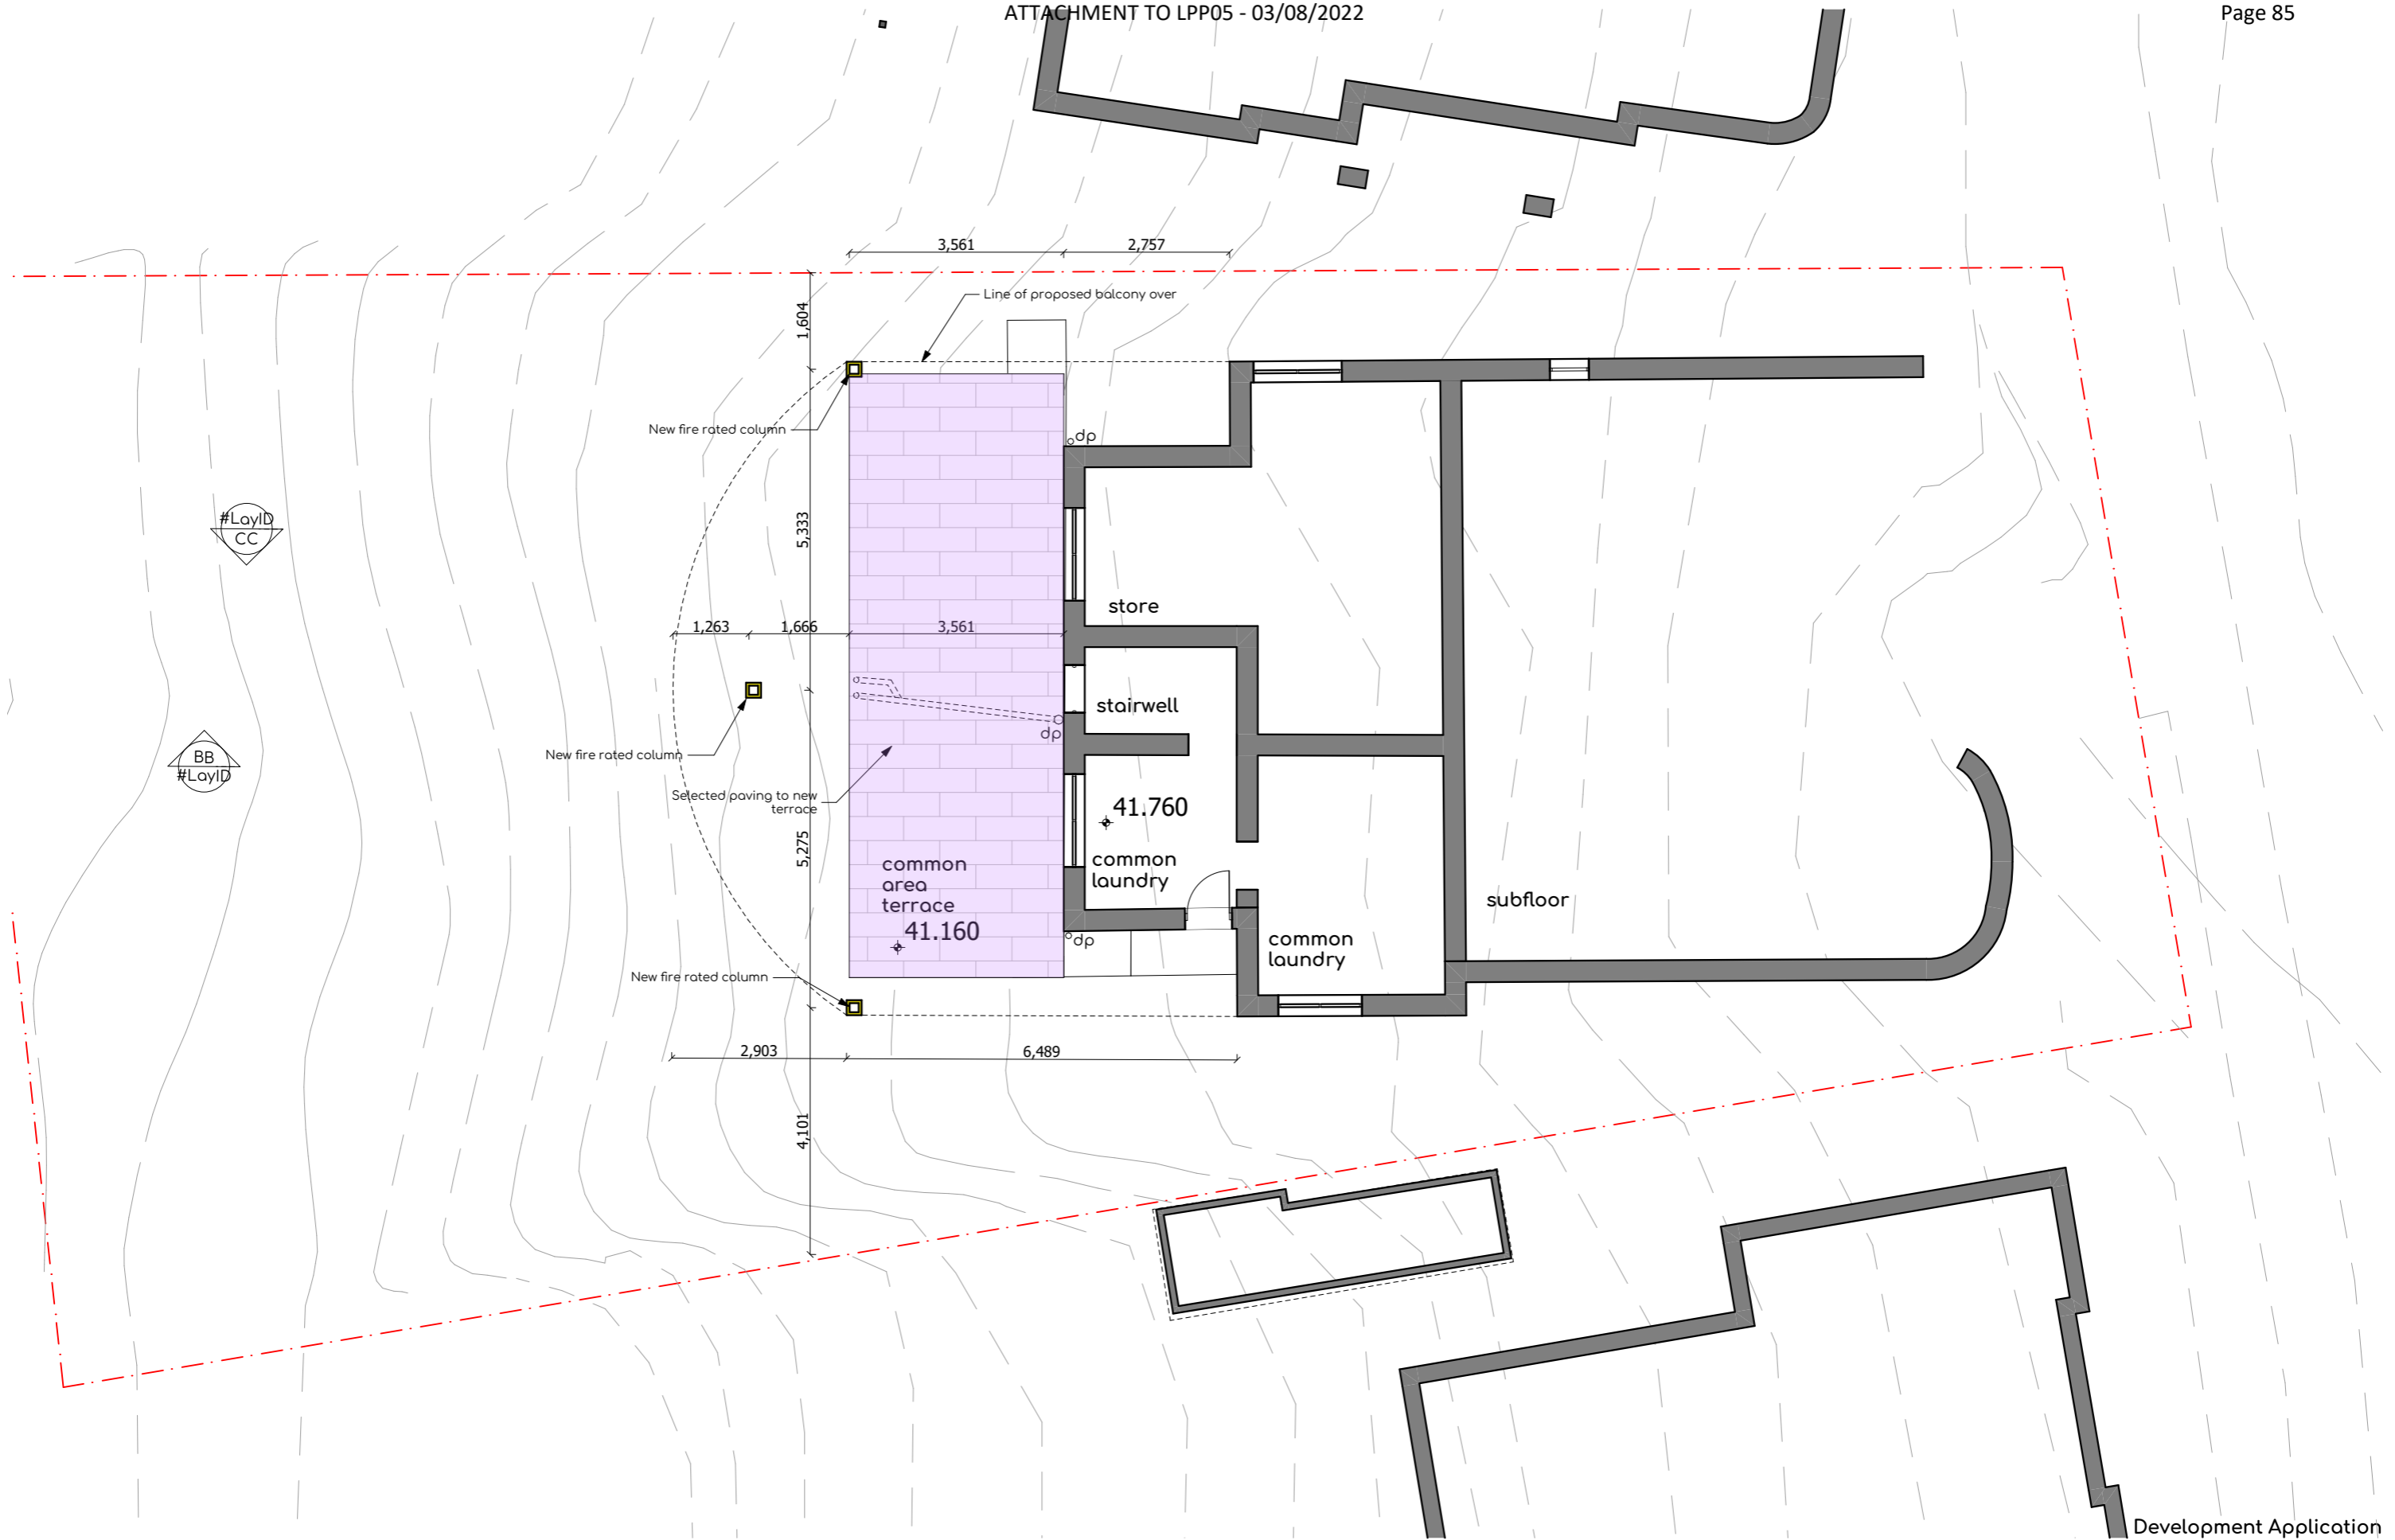 ATTACHMENT TO LPP05 - 03/08/2022
Page 85
3,561
2,757
Line of proposed balcony over
1,604
New fire rated column
dp
#LayID
CC
5,333
store
1,263
1,666
3,561
stairwell
dp
New fire rated column
BB
#LayID
Selected paving to new
terrace
41.760
5,275
common
laundry
common
area
terrace
41.160
subfloor
dp
common
laundry
New fire rated column
2,903
6,489
4,101
Development Application